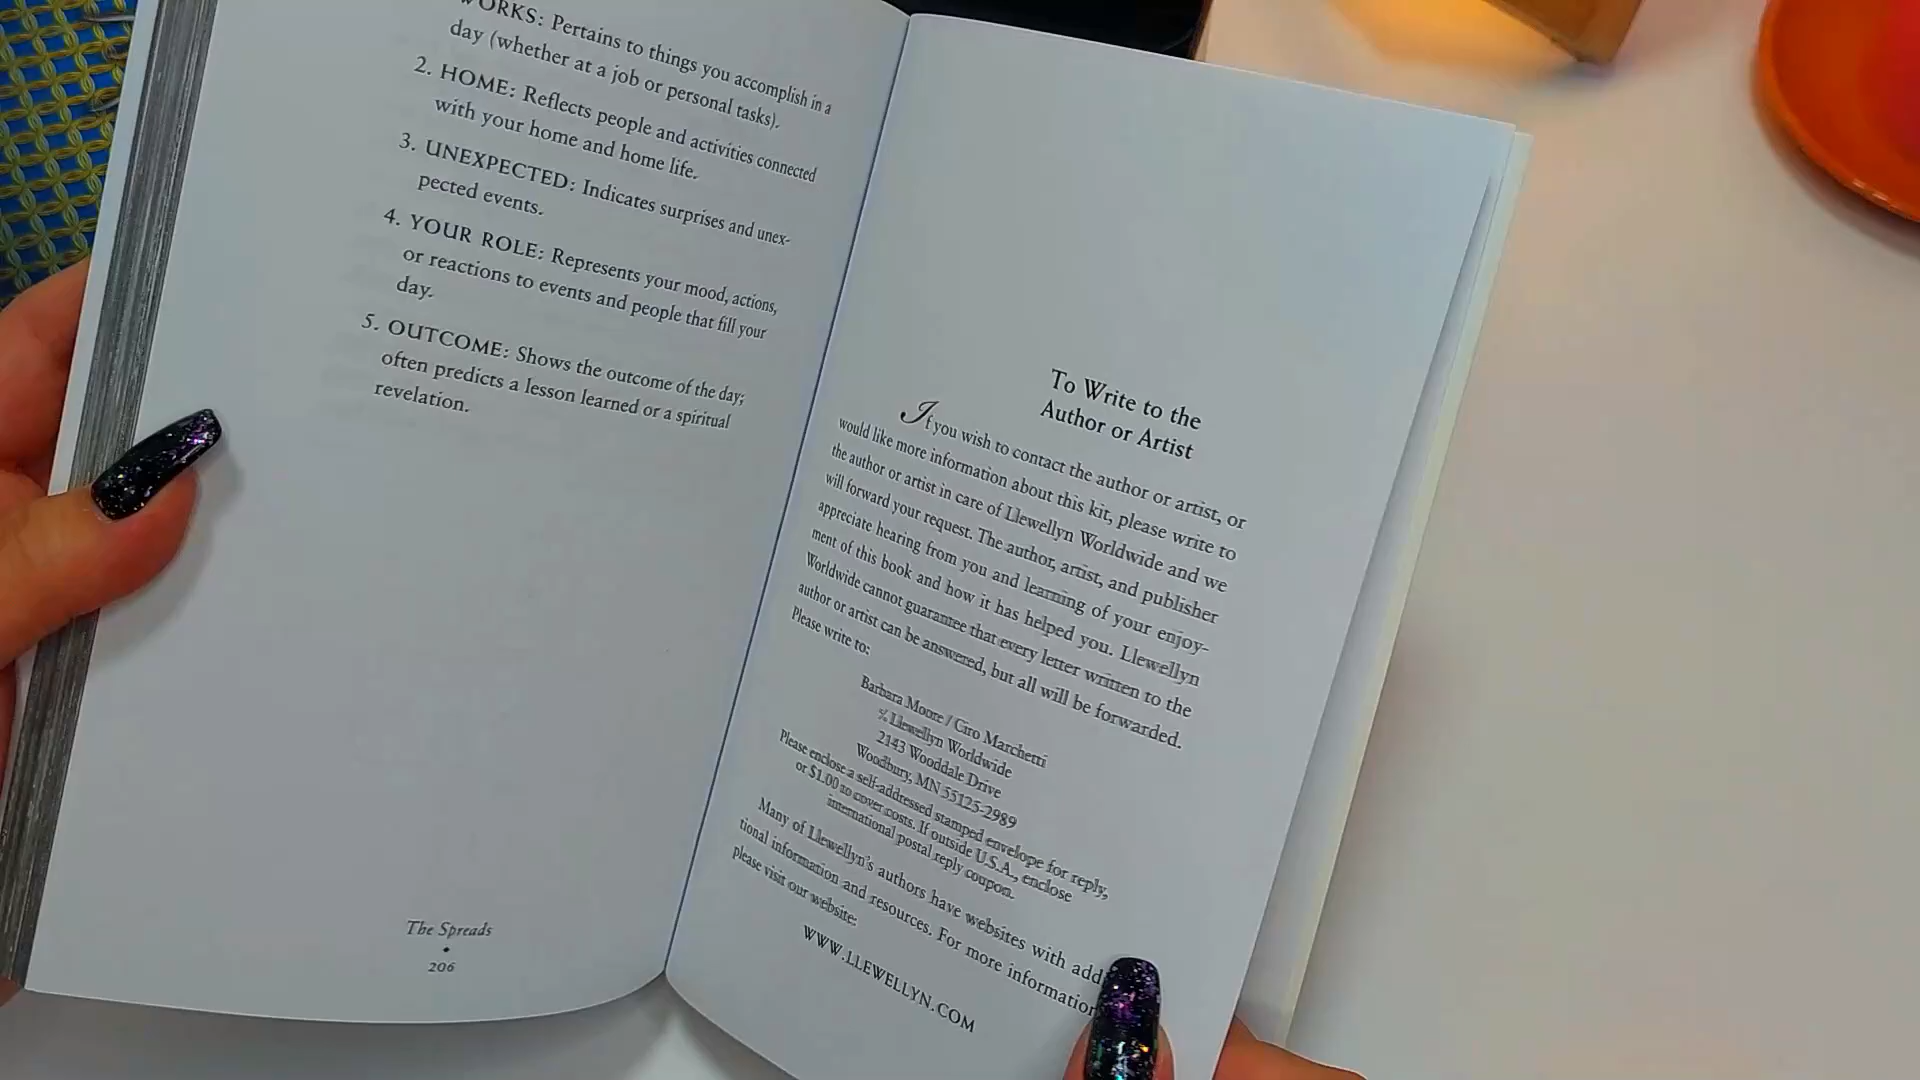 WORKS: Pertains to things you accomplish in a
day (whether at a job or personal tasks).
2. HOME: Reflects people and activities connected
with your home and home life.
3. UNEXPECTED: Indicates surprises and unex-
pected events.
4. YOUR ROLE: Represents your mood, actions,
or reactions to events and people that fill your
day.
5. OUTCOME: Shows the outcome of the day;
often predicts a lesson learned or a spiritual
revelation.
The Spreads
206
To Write to the
Author or Artist
If you wish to contact the author or artist, or
would like more information about this kit, please write to
the author or artist in care of Llewellyn Worldwide and we
will forward your request. The author, artist, and publisher
appreciate hearing from you and learning of your enjoy-
ment of this book and how it has helped you. Llewellyn
Worldwide cannot guarantee that every letter written to the
author or artist can be answered, but all will be forwarded.
Please write to:
Barbara Moore / Ciro Marchetti
℅ Llewellyn Worldwide
2143 Wooddale Drive
Woodbury, MN 55125-2989
Please enclose a self-addressed stamped envelope for reply,
or $1.00 to cover costs. If outside U.S.A., enclose
international postal reply coupon.
Many of Llewellyn's authors have websites with add
tional information and resources. For more information
please visit our website:
WWW.LLEWELLYN.COM